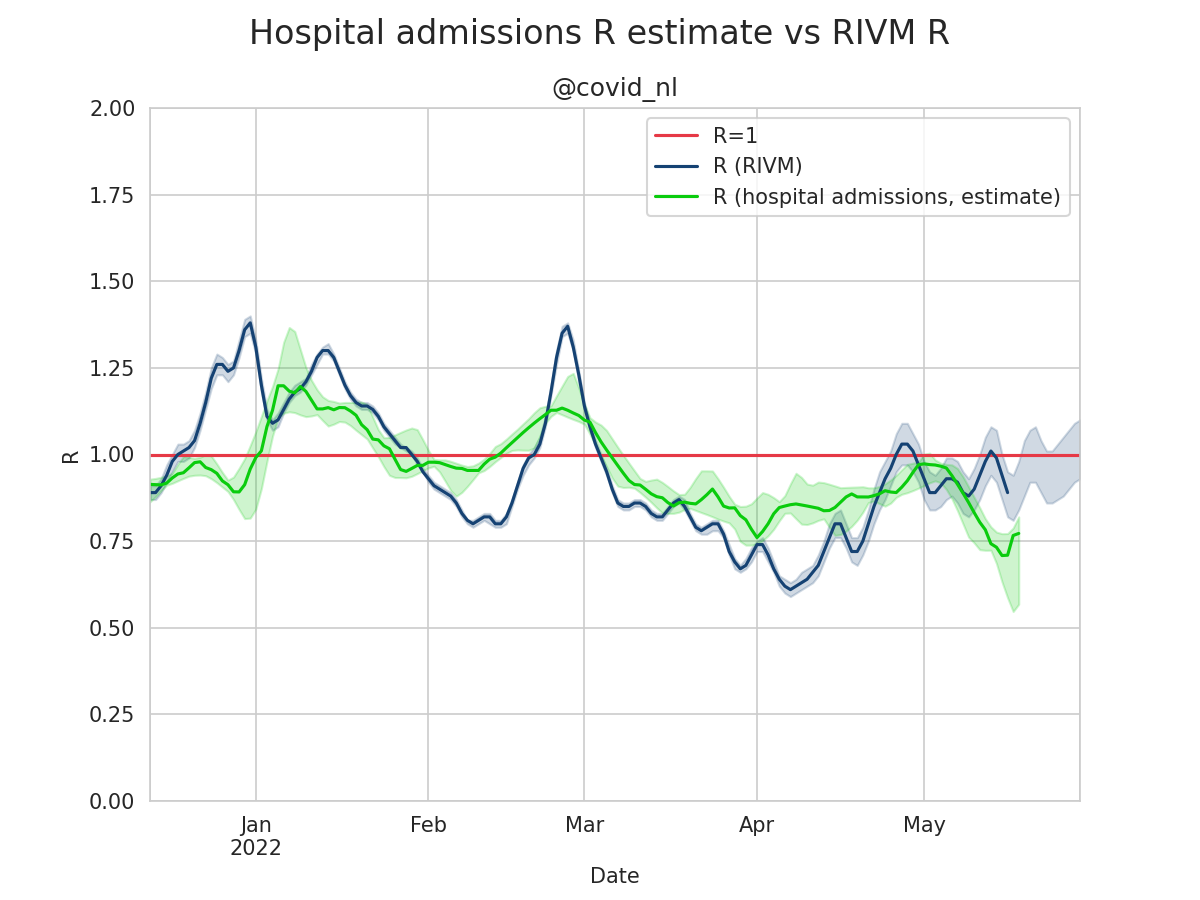 Hospital admissions R estimate vs RIVM R
@covid_nl
R=1
R (RIVM)
R (hospital admissions, estimate)
2.00
1.75
1.50
1.25
1.00
0.75
0.50
0.25
0.00
R
Jan Feb Mar Apr May
2022
Date